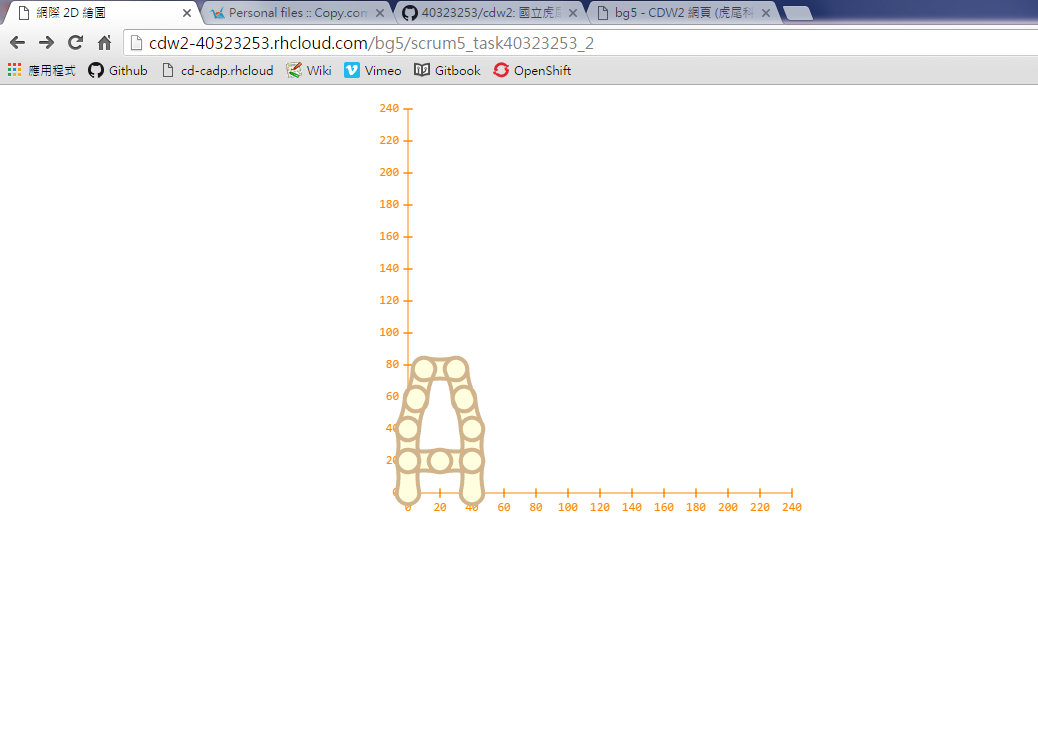 網際 2D 繪圖
Personal files :: Copy.com
40323253/cdw2: 國立虎尾
bg5 - CDW2 網頁 (虎尾科
cdw2-40323253.rhcloud.com/bg5/scrum5_task40323253_2
應用程式 Github cd-cadp.rhcloud Wiki Vimeo Gitbook OpenShift
240
220
200
180
160
140
120
100
80
60
40
20
0
0 20 40 60 80 100 120 140 160 180 200 220 240